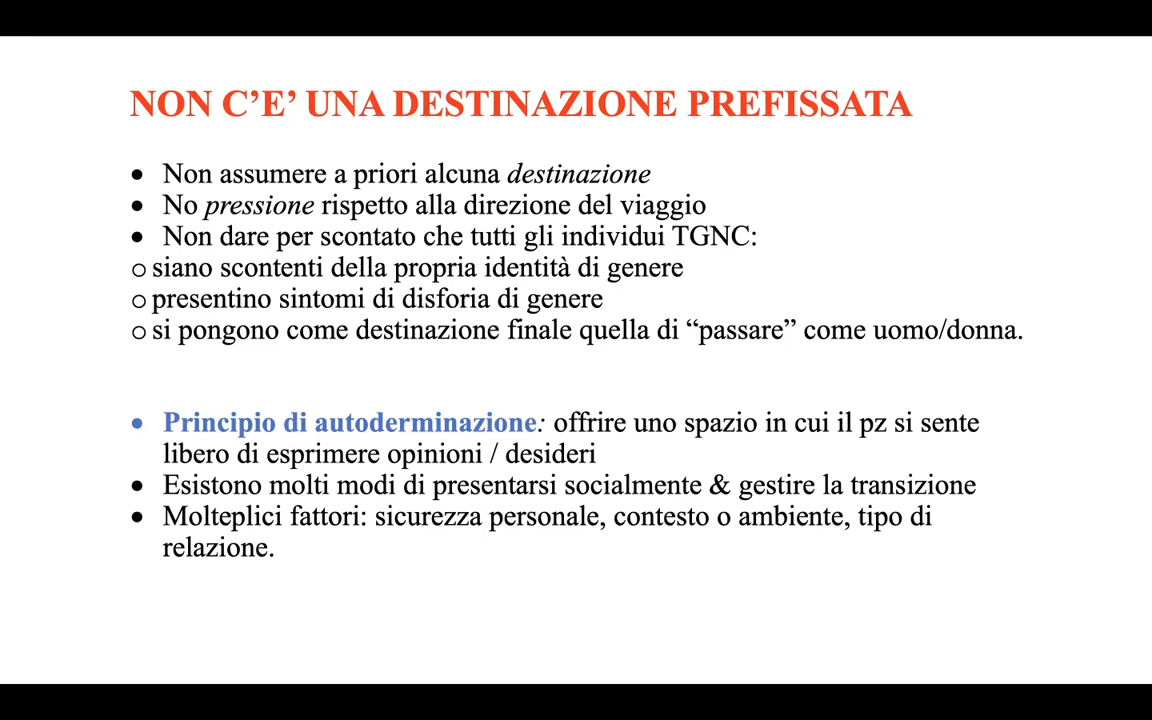 NON C’E’ UNA DESTINAZIONE PREFISSATA
• Non assumere a priori alcuna destinazione
• No pressione rispetto alla direzione del viaggio
• Non dare per scontato che tutti gli individui TGNC:
o siano scontenti della propria identità di genere
o presentino sintomi di disforia di genere
o si pongono come destinazione finale quella di “passare” come uomo/donna.
• Principio di autoderminazione: offrire uno spazio in cui il pz si sente
libero di esprimere opinioni / desideri
• Esistono molti modi di presentarsi socialmente & gestire la transizione
• Molteplici fattori: sicurezza personale, contesto o ambiente, tipo di
relazione.